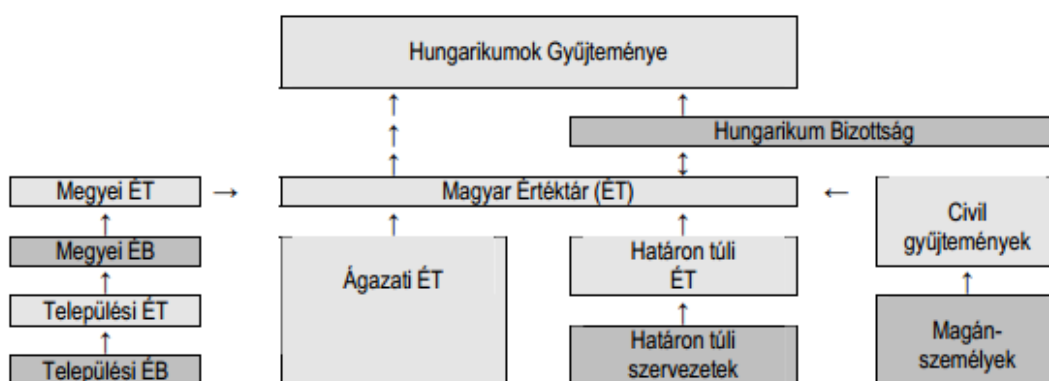 Hungarikumok Gyűjteménye
Hungarikum Bizottság
Megyei ÉT
Magyar Értéktár (ÉT)
Civil
gyűjtemények
Megyei ÉB
Ágazati ÉT
Határon túli
ÉT
Települési ÉT
Települési ÉB
Határon túli
szervezetek
Magán-
személyek